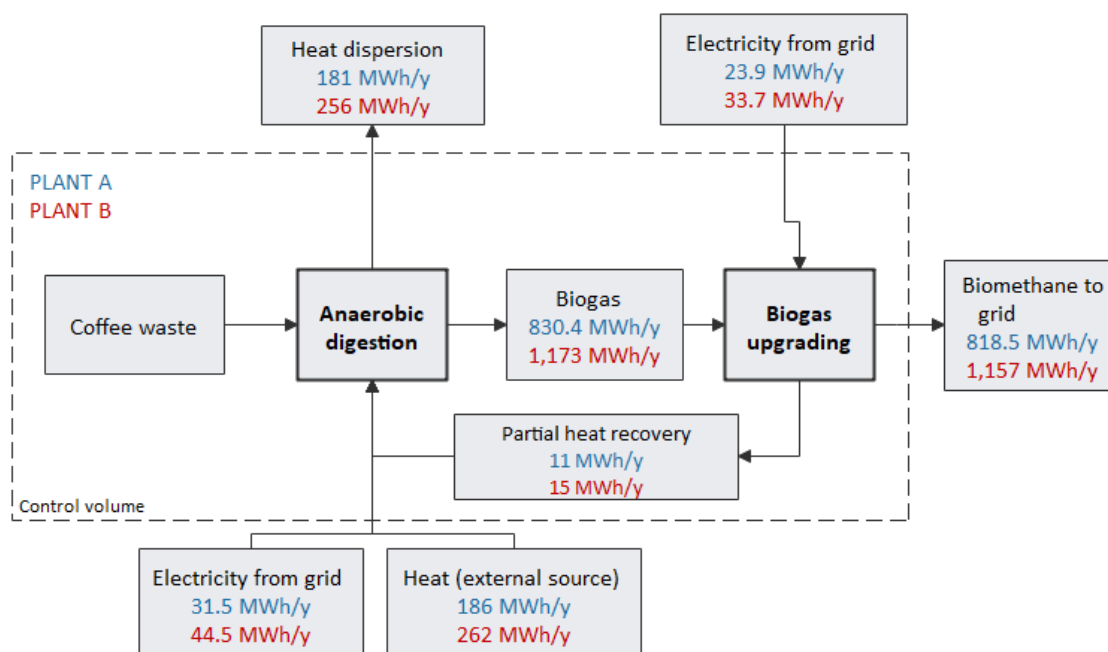 Heat dispersion
181 MWh/y
256 MWh/y
Electricity from grid
23.9 MWh/y
33.7 MWh/y
PLANT A
PLANT B
Coffee waste
Anaerobic
digestion
Biogas
830.4 MWh/y
1,173 MWh/y
Biogas
upgrading
Biomethane to
grid
818.5 MWh/y
1,157 MWh/y
Partial heat recovery
11 MWh/y
15 MWh/y
Control volume
Electricity from grid
31.5 MWh/y
44.5 MWh/y
Heat (external source)
186 MWh/y
262 MWh/y